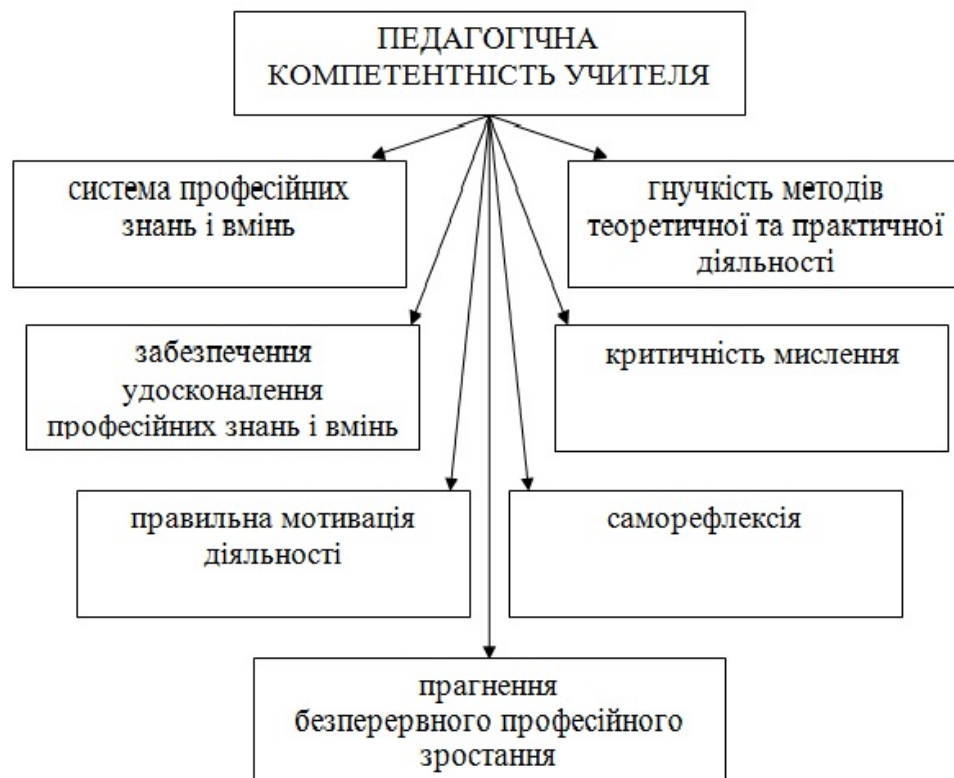 ПЕДАГОГІЧНА
КОМПЕТЕНТНІСТЬ УЧИТЕЛЯ
система професійних
знань і вмінь
гнучкість методів
теоретичної та практичної
діяльності
забезпечення
удосконалення
професійних знань і вмінь
критичність мислення
правильна мотивація
діяльності
саморефлексія
прагнення
безперервного професійного
зростання